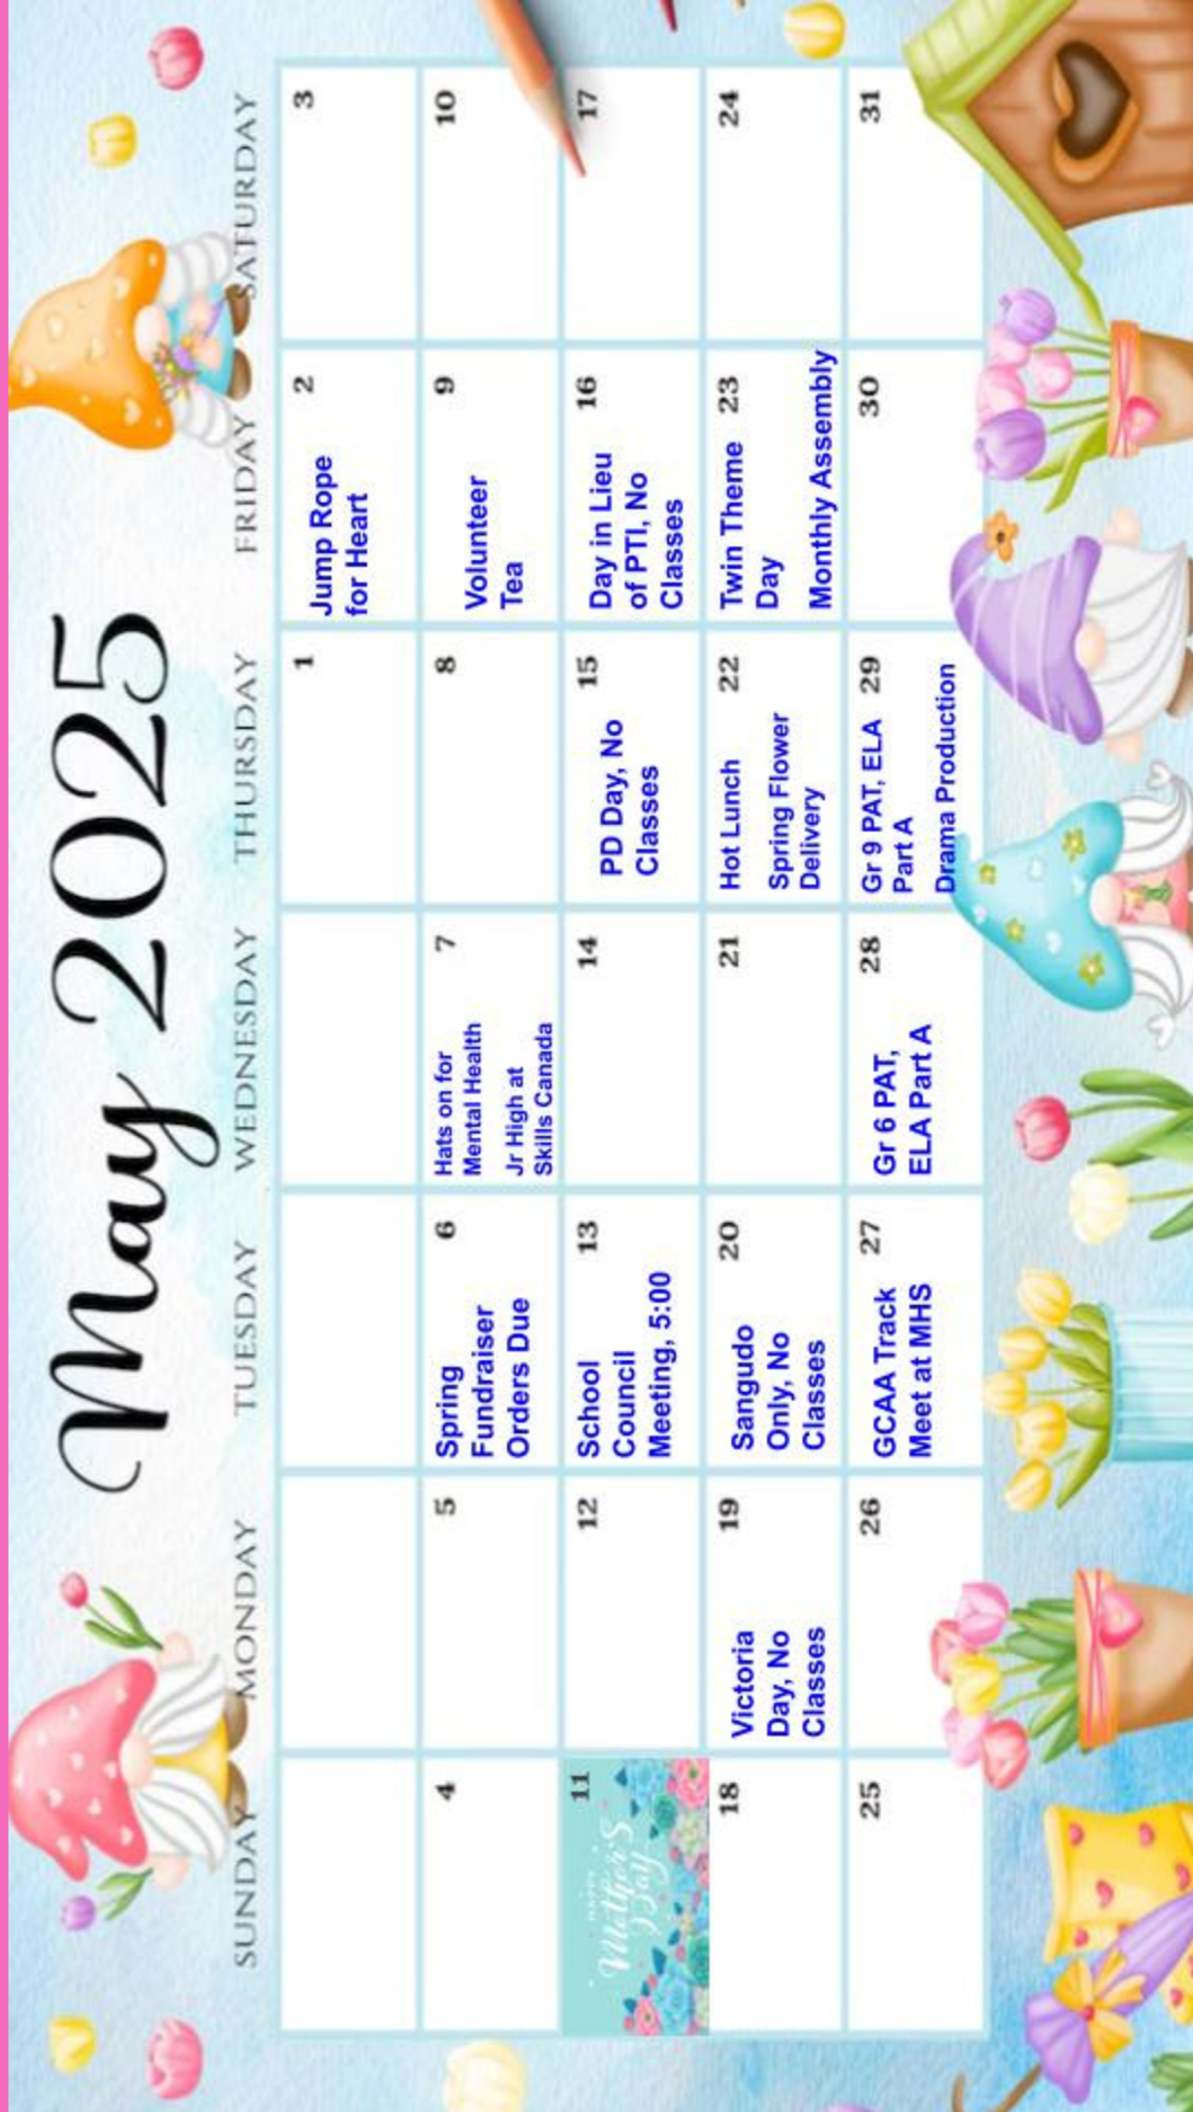 May 2025
SUNDAY
MONDAY
TUESDAY
WEDNESDAY
THURSDAY
FRIDAY
SATURDAY
1
2
Jump Rope
for Heart
3
4
5
6
Spring
Fundraiser
Orders Due
7
Hats on for
Mental Health
Jr High at
Skills Canada
8
9
Volunteer
Tea
10
11
HAPPY
Mother's
Day
12
13
School
Council
Meeting, 5:00
14
15
PD Day, No
Classes
16
Day in Lieu
of PTI, No
Classes
17
18
19
Victoria
Day, No
Classes
20
Sangudo
Only, No
Classes
21
22
Hot Lunch
Spring Flower
Delivery
23
Twin Theme
Day
Monthly Assembly
24
25
26
27
GCAA Track
Meet at MHS
28
Gr 6 PAT,
ELA Part A
29
Gr 9 PAT, ELA
Part A
Drama Production
30
31